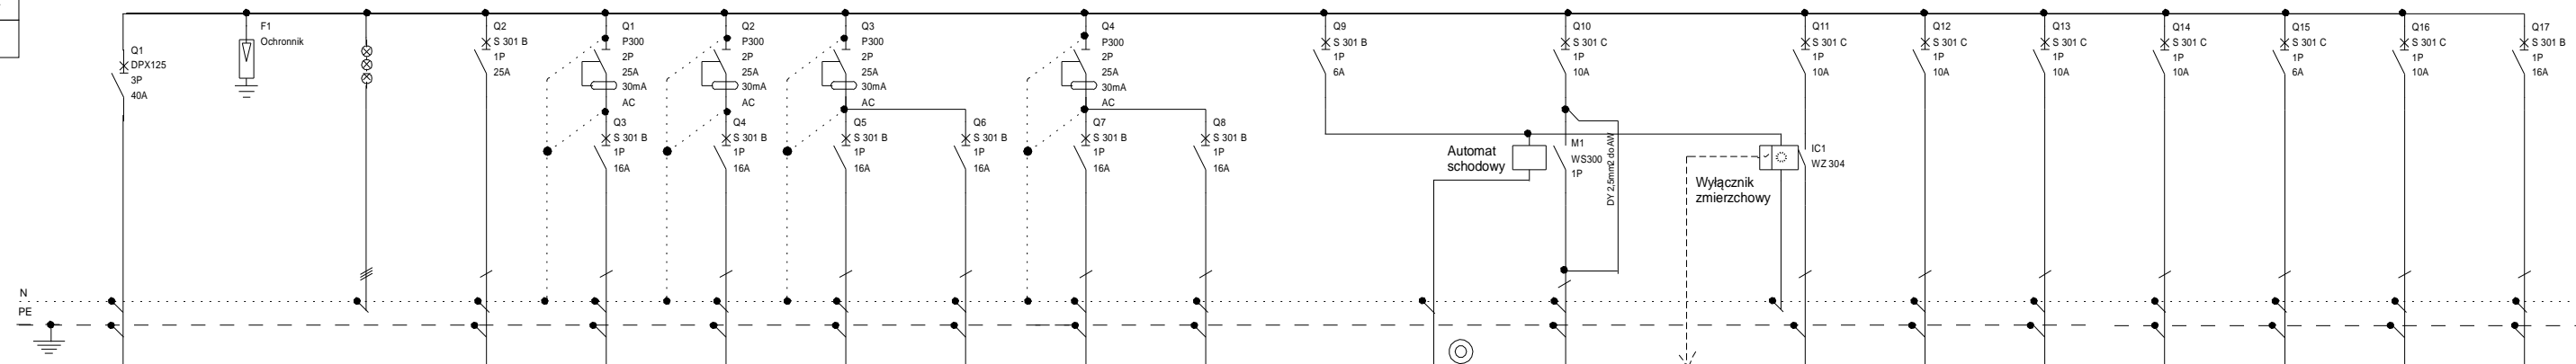 Q1
DPX125
3P
40A
F1
Ochronnik
Q2
S 301 B
1P
25A
Q1
P300
2P
25A
30mA
AC
Q3
S 301 B
1P
16A
Q2
P300
2P
25A
30mA
AC
Q4
S 301 B
1P
16A
Q3
P300
2P
25A
30mA
AC
Q5
S 301 B
1P
16A
Q6
S 301 B
1P
16A
Q4
P300
2P
25A
30mA
AC
Q7
S 301 B
1P
16A
Q8
S 301 B
1P
16A
Q9
S 301 B
1P
6A
Automat
schodowy
Q10
S 301 C
1P
10A
M1
WS300
1P
DY 2,5mm2 do AW
Wyłącznik
zmierzchowy
Q11
S 301 C
1P
10A
IC1
WZ 304
Q12
S 301 C
1P
10A
Q13
S 301 C
1P
10A
Q14
S 301 C
1P
10A
Q15
S 301 C
1P
6A
Q16
S 301 C
1P
10A
Q17
S 301 B
1P
16A
N
PE